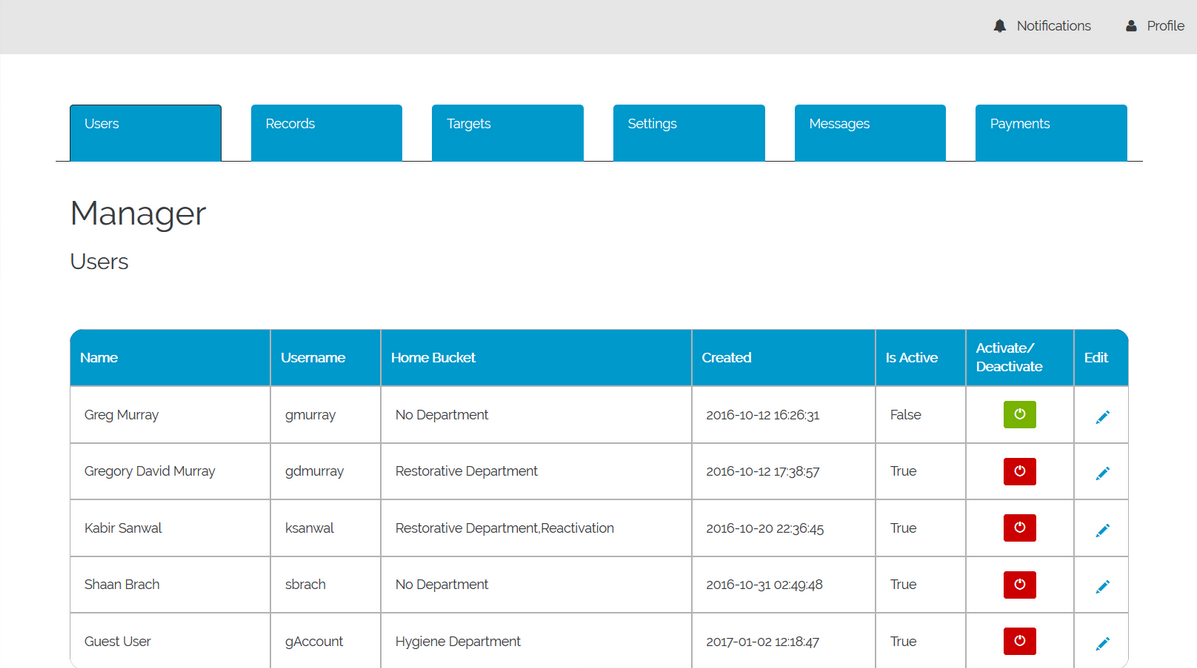 Notifications Profile
Users Records Targets Settings Messages Payments
Manager
Users
Name Username Home Bucket Created Is Active Activate/ Deactivate Edit
Greg Murray gmurray No Department 2016-10-12 16:26:31 False
Gregory David Murray gdmurray Restorative Department 2016-10-12 17:38:57 True
Kabir Sanwal ksanwal Restorative Department,Reactivation 2016-10-20 22:36:45 True
Shaan Brach sbrach No Department 2016-10-31 02:49:48 True
Guest User gAccount Hygiene Department 2017-01-02 12:18:47 True